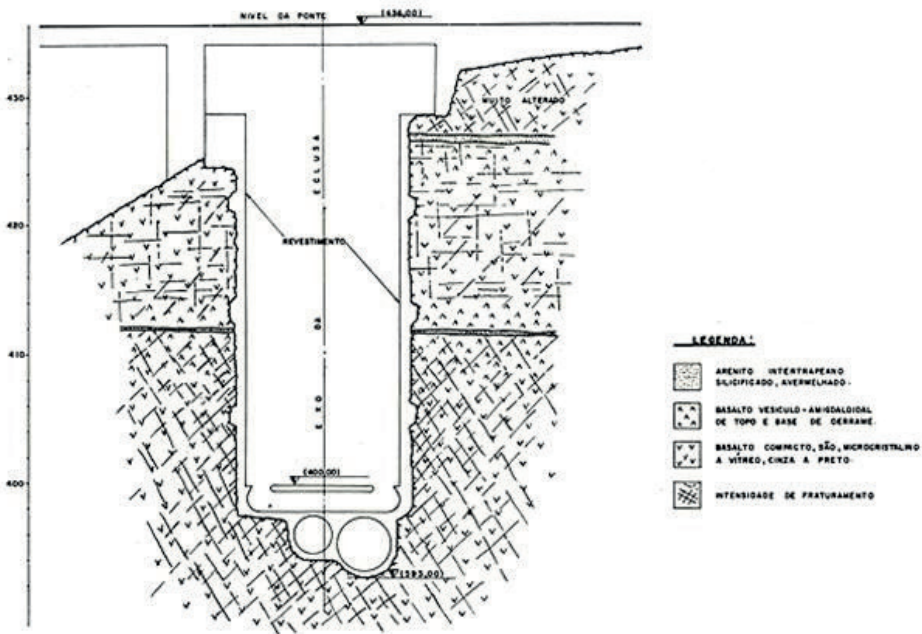 NIVEL DA PONTE
(436,00)
430
420
410
400
390
MUITO ALTERADO
ECLUSA
DA
EIXO
REVESTIMENTO
(400,00)
(393,00)
LEGENDA:
ARENITO INTERTRAPEANO
SILICIFICADO, AVERMELHADO.
BASALTO VESICULO-AMIGDALOIDAL
DE TOPO E BASE DE DERRAME.
BASALTO COMPACTO, SÃO, MICROCRISTALINO
A VÍTREO, CINZA A PRETO.
INTENSIDADE DE FRATURAMENTO